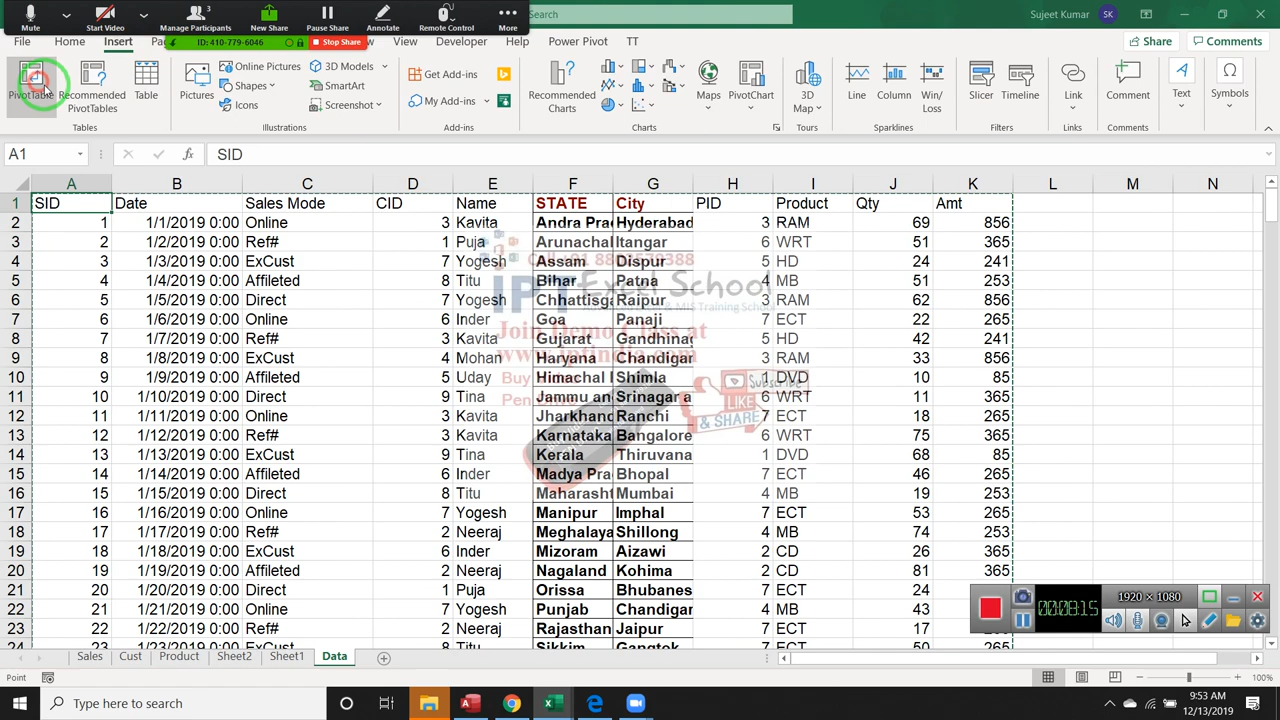 Mute
Start Video
3
Manage Participants
New Share
Pause Share
Annotate
Remote Control
More
ID: 410-779-6046
Stop Share
Search
Sujeet Kumar
SK
File
Home
Insert
View
Developer
Help
Power Pivot
TT
Share
Comments
PivotTable
Recommended PivotTables
Table
Pictures
Online Pictures
Shapes
Icons
3D Models
SmartArt
Screenshot
Get Add-ins
My Add-ins
Recommended Charts
Maps
PivotChart
3D Map
Line
Column
Win/Loss
Slicer
Timeline
Link
Comment
Text
Symbols
Tables
Illustrations
Add-ins
Charts
Tours
Sparklines
Filters
Links
Comments
A1
SID
A B C D E F G H I J K L M N
1 SID Date Sales Mode CID Name STATE City PID Product Qty Amt
2 1 1/1/2019 0:00 Online 3 Kavita Andra Pra Hyderabad 3 RAM 69 856
3 2 1/2/2019 0:00 Ref# 1 Puja Arunachal Itangar 6 WRT 51 365
4 3 1/3/2019 0:00 ExCust 7 Yogesh Assam Dispur 5 HD 24 241
5 4 1/4/2019 0:00 Affileted 8 Titu Bihar Patna 4 MB 51 253
6 5 1/5/2019 0:00 Direct 7 Yogesh Chhattisga Raipur 3 RAM 62 856
7 6 1/6/2019 0:00 Online 6 Inder Goa Panaji 7 ECT 22 265
8 7 1/7/2019 0:00 Ref# 3 Kavita Gujarat Gandhinag 5 HD 42 241
9 8 1/8/2019 0:00 ExCust 4 Mohan Haryana Chandigar 3 RAM 33 856
10 9 1/9/2019 0:00 Affileted 5 Uday Himachal Shimla 1 DVD 10 85
11 10 1/10/2019 0:00 Direct 9 Tina Jammu an Srinagar a 6 WRT 11 365
12 11 1/11/2019 0:00 Online 3 Kavita Jharkhand Ranchi 7 ECT 18 265
13 12 1/12/2019 0:00 Ref# 3 Kavita Karnataka Bangalore 6 WRT 75 365
14 13 1/13/2019 0:00 ExCust 9 Tina Kerala Thiruvana 1 DVD 68 85
15 14 1/14/2019 0:00 Affileted 6 Inder Madya Pra Bhopal 7 ECT 46 265
16 15 1/15/2019 0:00 Direct 8 Titu Maharasht Mumbai 4 MB 19 253
17 16 1/16/2019 0:00 Online 7 Yogesh Manipur Imphal 7 ECT 53 265
18 17 1/17/2019 0:00 Ref# 2 Neeraj Meghalaya Shillong 4 MB 74 253
19 18 1/18/2019 0:00 ExCust 6 Inder Mizoram Aizawi 2 CD 26 365
20 19 1/19/2019 0:00 Affileted 2 Neeraj Nagaland Kohima 2 CD 81 365
21 20 1/20/2019 0:00 Direct 1 Puja Orissa Bhubanes 7 ECT 24
22 21 1/21/2019 0:00 Online 7 Yogesh Punjab Chandigar 4 MB 43
23 22 1/22/2019 0:00 Ref# 2 Neeraj Rajasthan Jaipur 7 ECT 17
24 23 1/23/2019 0:00 ExCust 8 Titu Sikkim Gangtok 7 ECT 50 265
IPT Excel School
MIS Training School
Join Demo Class at
www.iptindia.com
Subscribe
LIKE
& SHARE
1920 × 1080
00:08:15
Sales
Cust
Product
Sheet2
Sheet1
Data
Point
100%
Type here to search
9:53 AM
12/13/2019